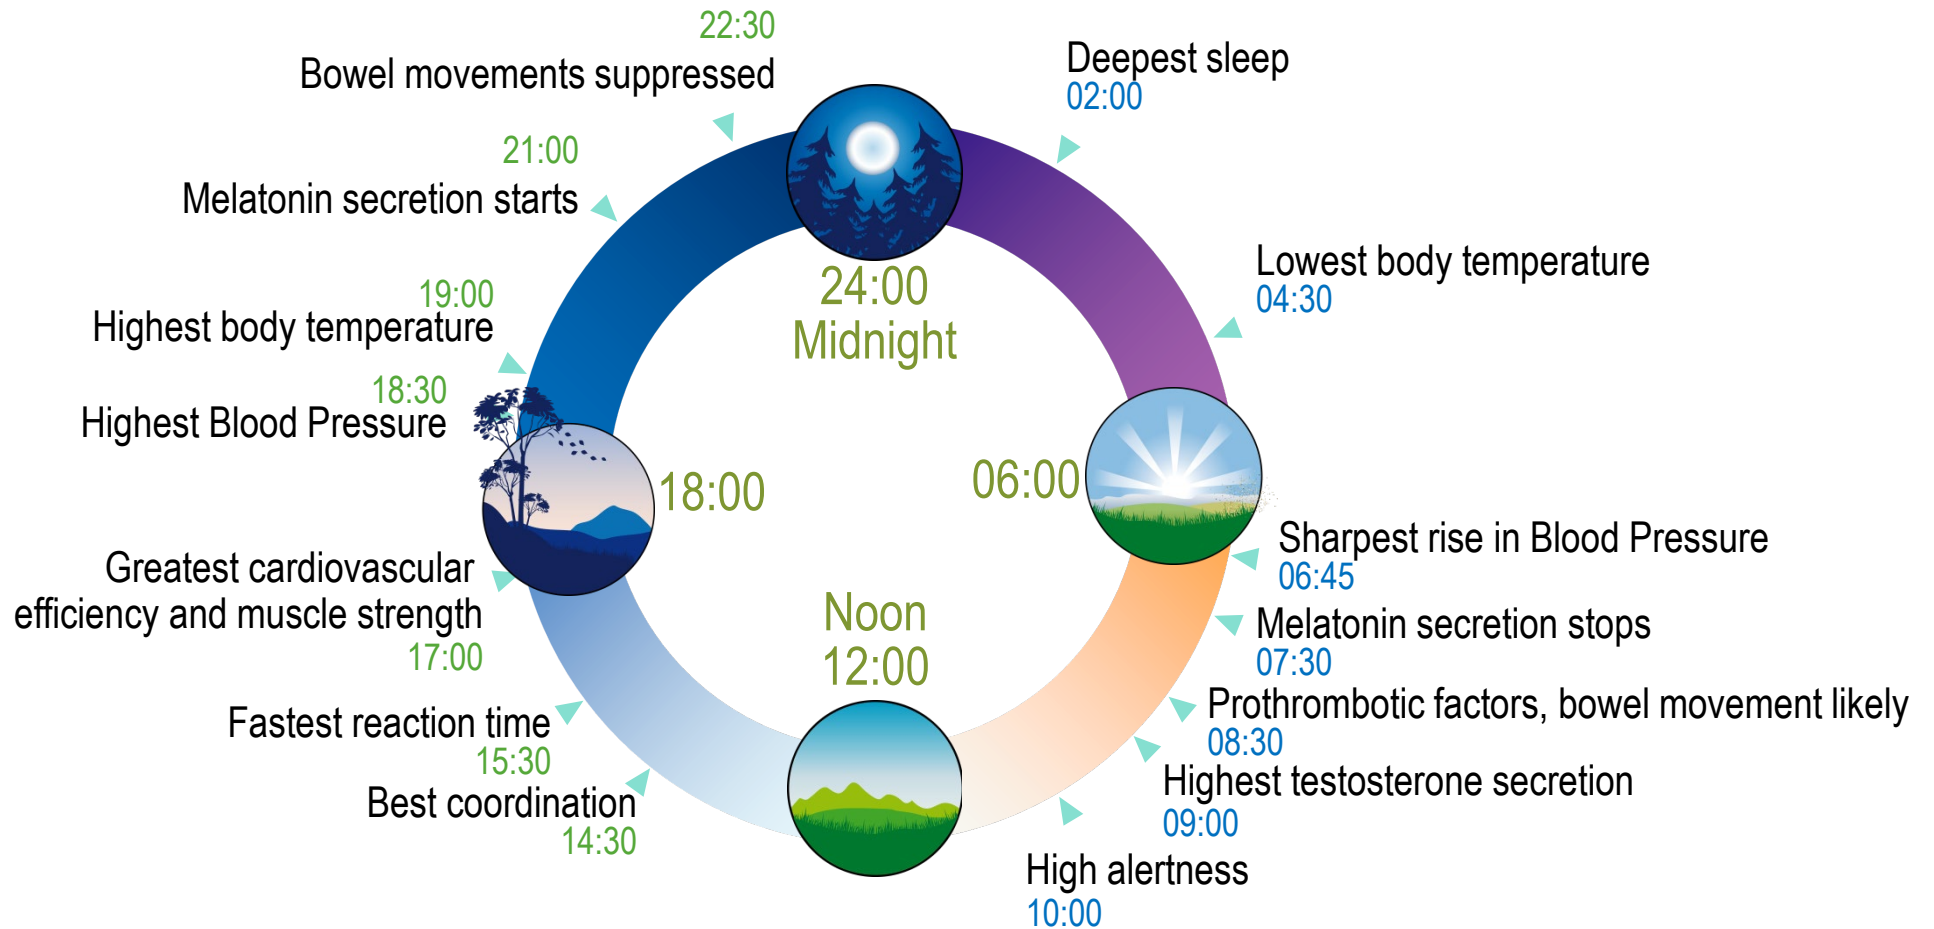 22:30
Bowel movements suppressed
Deepest sleep
02:00
21:00
Melatonin secretion starts
Lowest body temperature
04:30
19:00
Highest body temperature
24:00
Midnight
18:30
Highest Blood Pressure
18:00
06:00
Sharpest rise in Blood Pressure
06:45
Greatest cardiovascular
efficiency and muscle strength
17:00
Noon
12:00
Melatonin secretion stops
07:30
Prothrombotic factors, bowel movement likely
08:30
Fastest reaction time
15:30
Highest testosterone secretion
09:00
Best coordination
14:30
High alertness
10:00